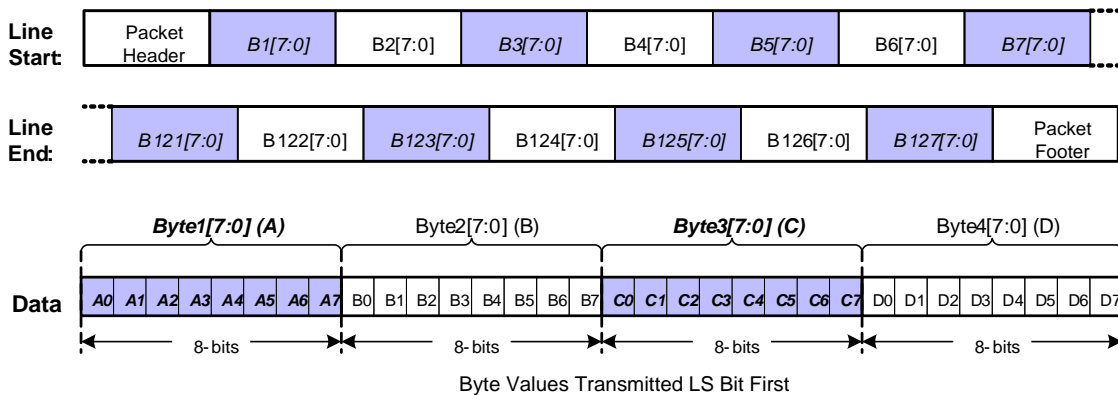 Line Start:
Packet Header
B1[7:0]
B2[7:0]
B3[7:0]
B4[7:0]
B5[7:0]
B6[7:0]
B7[7:0]
Line End:
B121[7:0]
B122[7:0]
B123[7:0]
B124[7:0]
B125[7:0]
B126[7:0]
B127[7:0]
Packet Footer
Byte1[7:0] (A)
Byte2[7:0] (B)
Byte3[7:0] (C)
Byte4[7:0] (D)
Data
A0 A1 A2 A3 A4 A5 A6 A7 B0 B1 B2 B3 B4 B5 B6 B7 C0 C1 C2 C3 C4 C5 C6 C7 D0 D1 D2 D3 D4 D5 D6 D7
8-bits
8-bits
8-bits
8-bits
Byte Values Transmitted LS Bit First